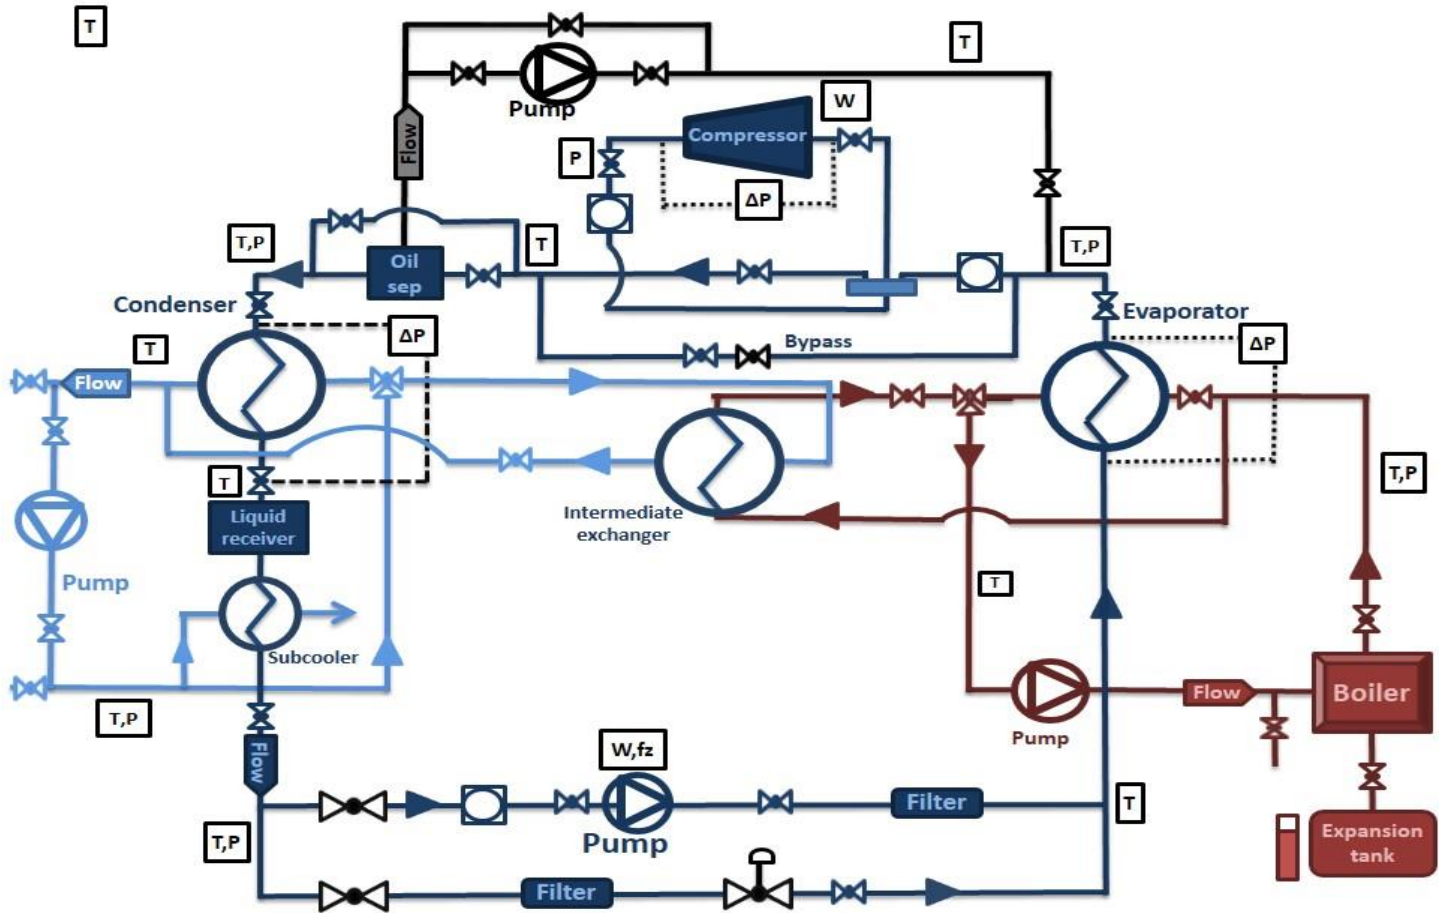 T
T
Pump
W
Compressor
P
Flow
ΔP
T,P
T
T,P
Oil
sep
Condenser
Evaporator
ΔP
ΔP
T
Bypass
Flow
T,P
T
Liquid
receiver
Intermediate
exchanger
Pump
T
Subcooler
Flow
Boiler
T,P
Pump
W,fz
Flow
Filter
T
T,P
Pump
Expansion
tank
Filter